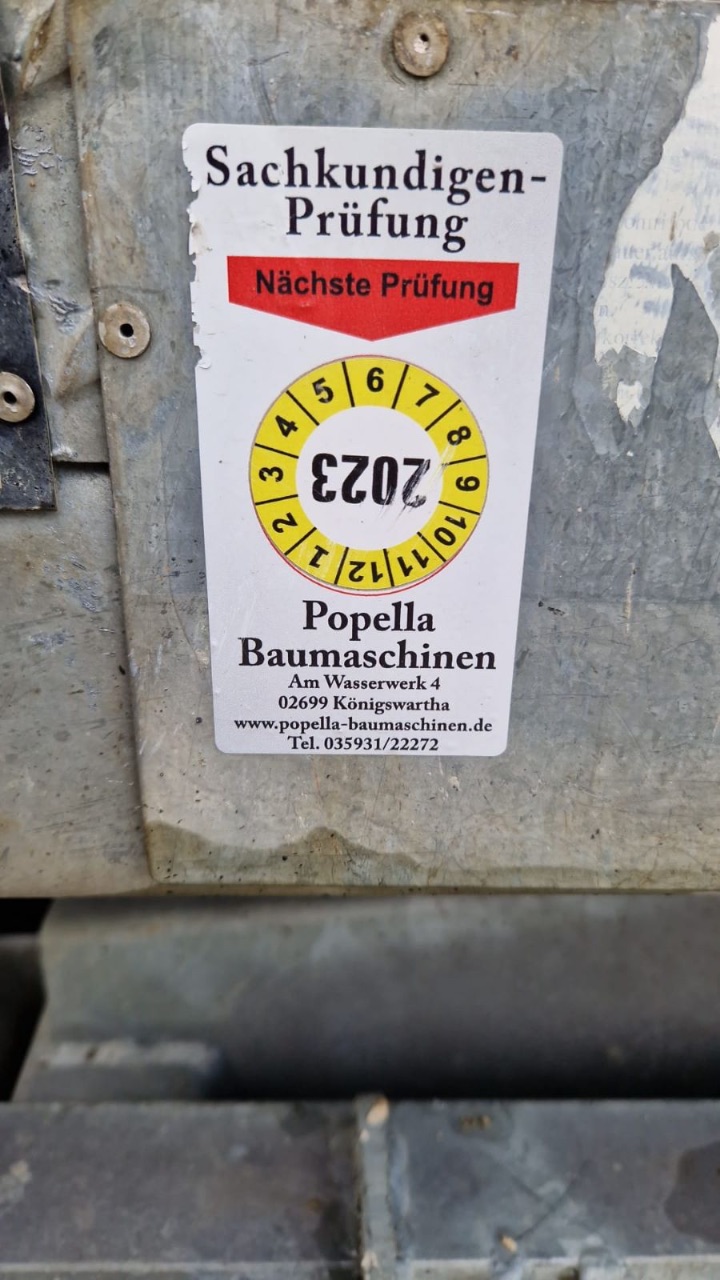 Sachkundigen-
Prüfung
Nächste Prüfung
1 2 3 4 5 6 7 8 9 10 11 12
2023
Popella
Baumaschinen
Am Wasserwerk 4
02699 Königswartha
www.popella-baumaschinen.de
Tel. 035931/22272